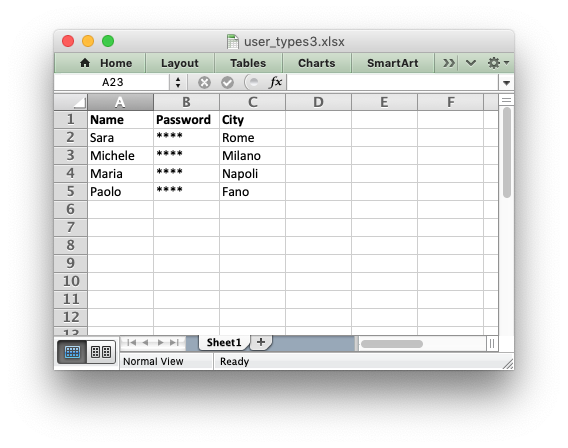 user_types3.xlsx
Home Layout Tables Charts SmartArt
A23 fx
A B C D E F
1 Name Password City
2 Sara **** Rome
3 Michele **** Milano
4 Maria **** Napoli
5 Paolo **** Fano
6
7
8
9
10
11
12
13
Sheet1
Normal View Ready